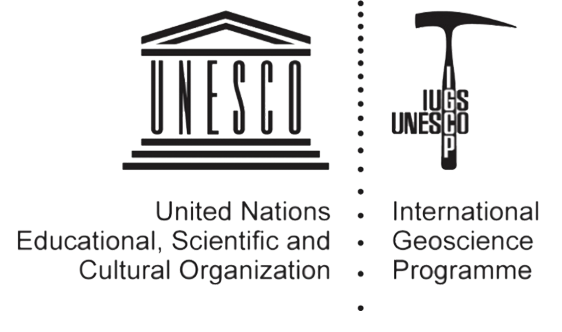 UNESCO
United Nations
Educational, Scientific and
Cultural Organization
IUGS
UNESCO
IGCP
International
Geoscience
Programme